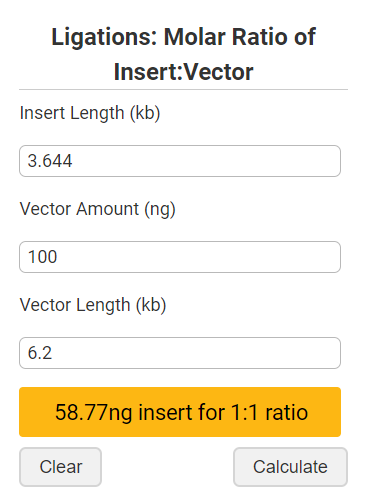 Ligations: Molar Ratio of
Insert:Vector
Insert Length (kb)
3.644
Vector Amount (ng)
100
Vector Length (kb)
6.2
58.77ng insert for 1:1 ratio
Clear
Calculate